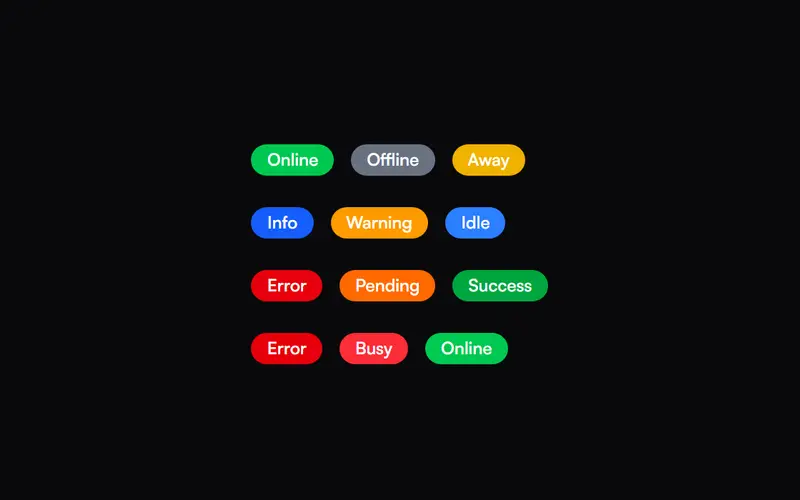 Online Offline Away
Info Warning Idle
Error Pending Success
Error Busy Online